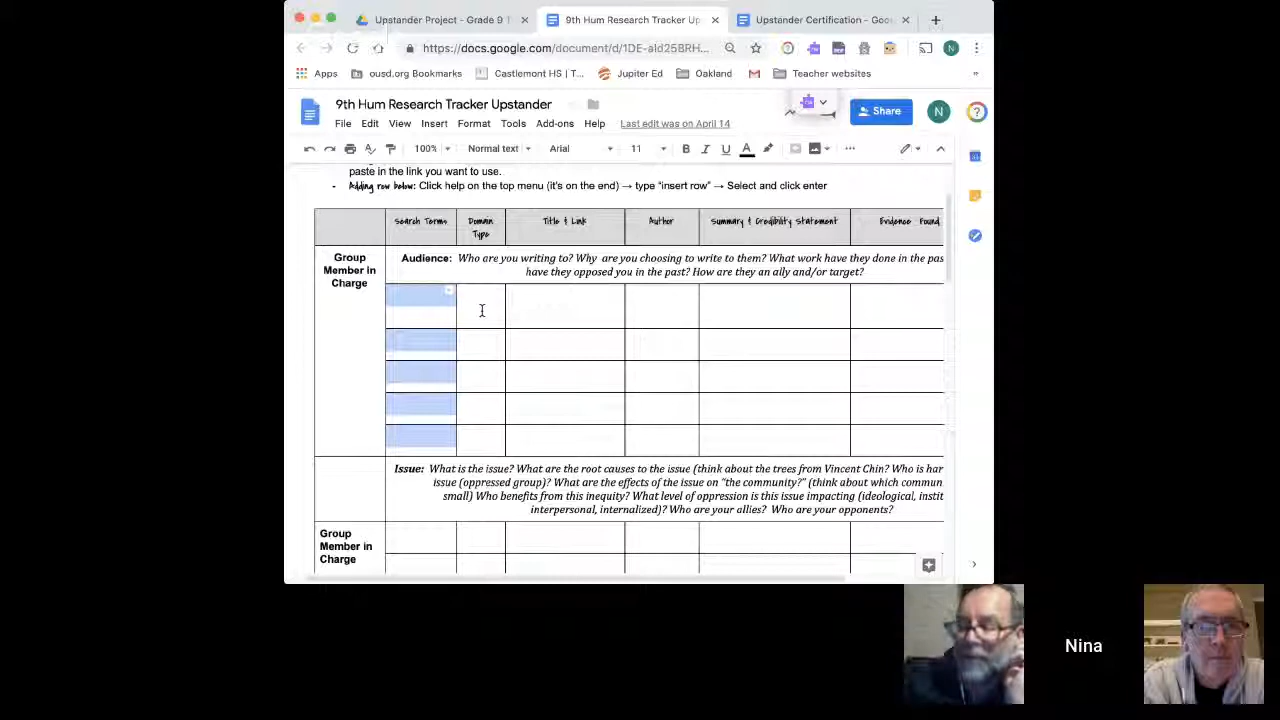 Upstander Project - Grade 9 T
9th Hum Research Tracker Up
Upstander Certification - Goo
https://docs.google.com/document/d/1DE-ald25BRH...
N
Apps
ousd.org Bookmarks
Castlemont HS | T...
Jupiter Ed
Oakland
Teacher websites
9th Hum Research Tracker Upstander
Share
N
File Edit View Insert Format Tools Add-ons Help Last edit was on April 14
100% Normal text Arial 11 B I U A
paste in the link you want to use.
- Adding row below: Click help on the top menu (it's on the end) → type “insert row” → Select and click enter
Search Terms
Domain
Type
Title & Link
Author
Summary & Credibility Statement
Evidence Found
Group
Member in
Charge
Audience: Who are you writing to? Why are you choosing to write to them? What work have they done in the pas
have they opposed you in the past? How are they an ally and/or target?
Issue: What is the issue? What are the root causes to the issue (think about the trees from Vincent Chin? Who is har
issue (oppressed group)? What are the effects of the issue on “the community?” (think about which commun
small) Who benefits from this inequity? What level of oppression is this issue impacting (ideological, instit
interpersonal, internalized)? Who are your allies? Who are your opponents?
Group
Member in
Charge
Nina